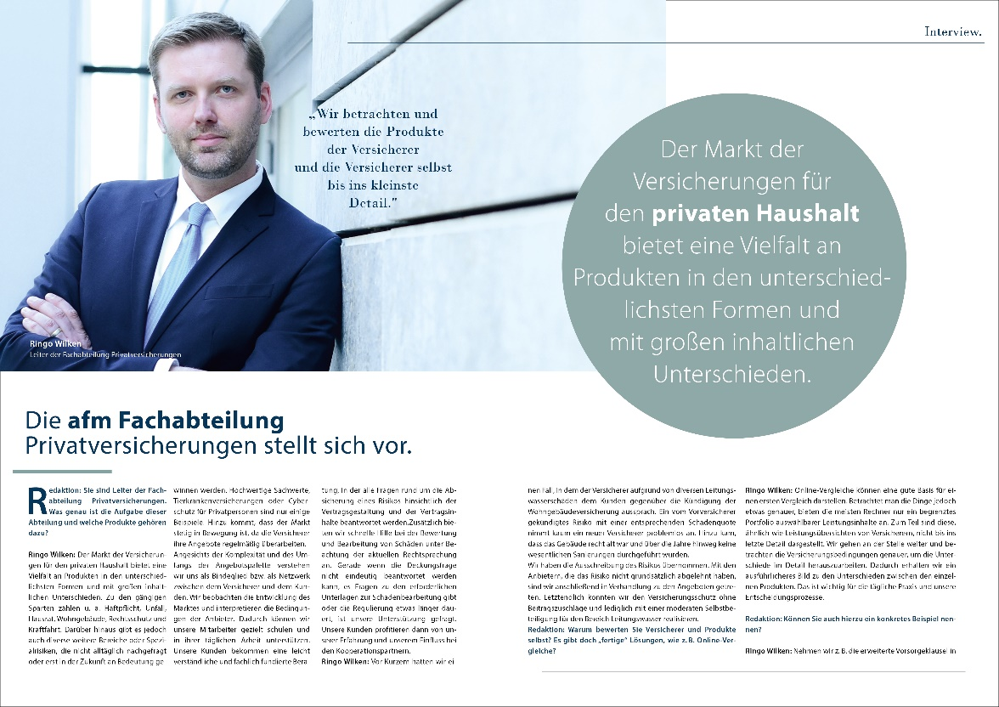 Interview.
„Wir betrachten und
bewerten die Produkte
der Versicherer
und die Versicherer selbst
bis ins kleinste
Detail."
Der Markt der
Versicherungen für
den privaten Haushalt
bietet eine Vielfalt an
Produkten in den unterschied-
lichsten Formen und
mit großen inhaltlichen
Unterschieden.
Ringo Wilken
Leiter der Fachabteilung Privatversicherungen
Die afm Fachabteilung
Privatversicherungen stellt sich vor.
Redaktion: Sie sind Leiter der Fach-
abteilung Privatversicherungen.
Was genau ist die Aufgabe dieser
Abteilung und welche Produkte gehören
dazu?
Ringo Wilken: Der Markt der Versicherun-
gen für den privaten Haushalt bietet eine
Vielfalt an Produkten in den unterschied-
lichsten Formen und mit großen inhalt-
lichen Unterschieden. Zu den gängigen
Sparten zählen u. a. Haftpflicht, Unfall,
Hausrat, Wohngebäude, Rechtsschutz und
Kraftfahrt. Darüber hinaus gibt es jedoch
auch diverse weitere Bereiche oder Spezi-
alrisiken, die nicht alltäglich nachgefragt
oder erst in der Zukunft an Bedeutung ge-
winnen werden. Hochwertige Sachwerte,
Tierkrankenversicherungen oder Cyber-
schutz für Privatpersonen sind nur einige
Beispiele. Hinzu kommt, dass der Markt
stetig in Bewegung ist, da die Versicherer
ihre Angebote regelmäßig überarbeiten.
Angesichts der Komplexität und des Um-
fangs der Angebotspalette verstehen
wir uns als Bindeglied bzw. als Netzwerk
zwischen dem Versicherer und dem Kun-
den. Wir beobachten die Entwicklung des
Marktes und interpretieren die Bedingun-
gen der Anbieter. Dadurch können wir
unsere Mitarbeiter gezielt schulen und
in ihrer täglichen Arbeit unterstützen.
Unsere Kunden bekommen eine leicht
verständliche und fachlich fundierte Bera-
tung, in der alle Fragen rund um die Ab-
sicherung eines Risikos hinsichtlich der
Vertragsgestaltung und der Vertragsin-
halte beantwortet werden.Zusätzlich bie-
ten wir schnelle Hilfe bei der Bewertung
und Bearbeitung von Schäden unter Be-
achtung der aktuellen Rechtsprechung
an. Gerade wenn die Deckungsfrage
nicht eindeutig beantwortet werden
kann, es Fragen zu den erforderlichen
Unterlagen zur Schadenbearbeitung gibt
oder die Regulierung etwas länger dau-
ert, ist unsere Unterstützung gefragt.
Unsere Kunden profitieren dann von un-
serer Erfahrung und unserem Einfluss bei
den Kooperationspartnern.
Ringo Wilken: Vor Kurzem hatten wir ei-
nen Fall, in dem der Versicherer aufgrund von diversen Leitungs-
wasserschäden dem Kunden gegenüber die Kündigung der
Wohngebäudeversicherung aussprach. Ein vom Vorversicherer
gekündigtes Risiko mit einer entsprechenden Schadenquote
nimmt kaum ein neuer Versicherer problemlos an. Hinzu kam,
dass das Gebäude recht alt war und über die Jahre hinweg keine
wesentlichen Sanierungen durchgeführt wurden.
Wir haben die Ausschreibung des Risikos übernommen. Mit den
Anbietern, die das Risiko nicht grundsätzlich abgelehnt haben,
sind wir anschließend in Verhandlung zu den Angeboten getre-
ten. Letztendlich konnten wir den Versicherungsschutz ohne
Beitragszuschläge und lediglich mit einer moderaten Selbstbe-
teiligung für den Bereich Leitungswasser realisieren.
Redaktion: Warum bewerten Sie Versicherer und Produkte
selbst? Es gibt doch „fertige" Lösungen, wie z. B. Online-Ver-
gleiche?
Ringo Wilken: Online-Vergleiche können eine gute Basis für ei-
nen ersten Vergleich darstellen. Betrachtet man die Dinge jedoch
etwas genauer, bieten die meisten Rechner nur ein begrenztes
Portfolio auswählbarer Leistungsinhalte an. Zum Teil sind diese,
ähnlich wie Leistungsübersichten von Versicherern, nicht bis ins
letzte Detail dargestellt. Wir gehen an der Stelle weiter und be-
trachten die Versicherungsbedingungen genauer, um die Unter-
schiede im Detail herauszuarbeiten. Dadurch erhalten wir ein
ausführlicheres Bild zu den Unterschieden zwischen den einzel-
nen Produkten. Das ist wichtig für die tägliche Praxis und unsere
Entscheidungsprozesse.
Redaktion: Können Sie auch hierzu ein konkretes Beispiel nen-
nen?
Ringo Wilken: Nehmen wir z. B. die erweiterte Vorsorgeklausel in